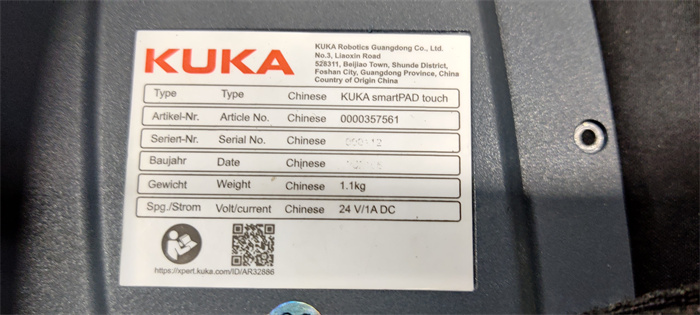 KUKA
KUKA Robotics Guangdong Co., Ltd.
No.3, Liaoxin Road
528311, Beijiao Town, Shunde District,
Foshan City, Guangdong Province, China
Country of Origin China
Type Type Chinese KUKA smartPAD touch
Artikel-Nr. Article No. Chinese 0000357561
Serien-Nr. Serial No. Chinese
Baujahr Date Chinese
Gewicht Weight Chinese 1.1kg
Spg./Strom Volt/current Chinese 24 V/1A DC
https://xpert.kuka.com/ID/AR32886